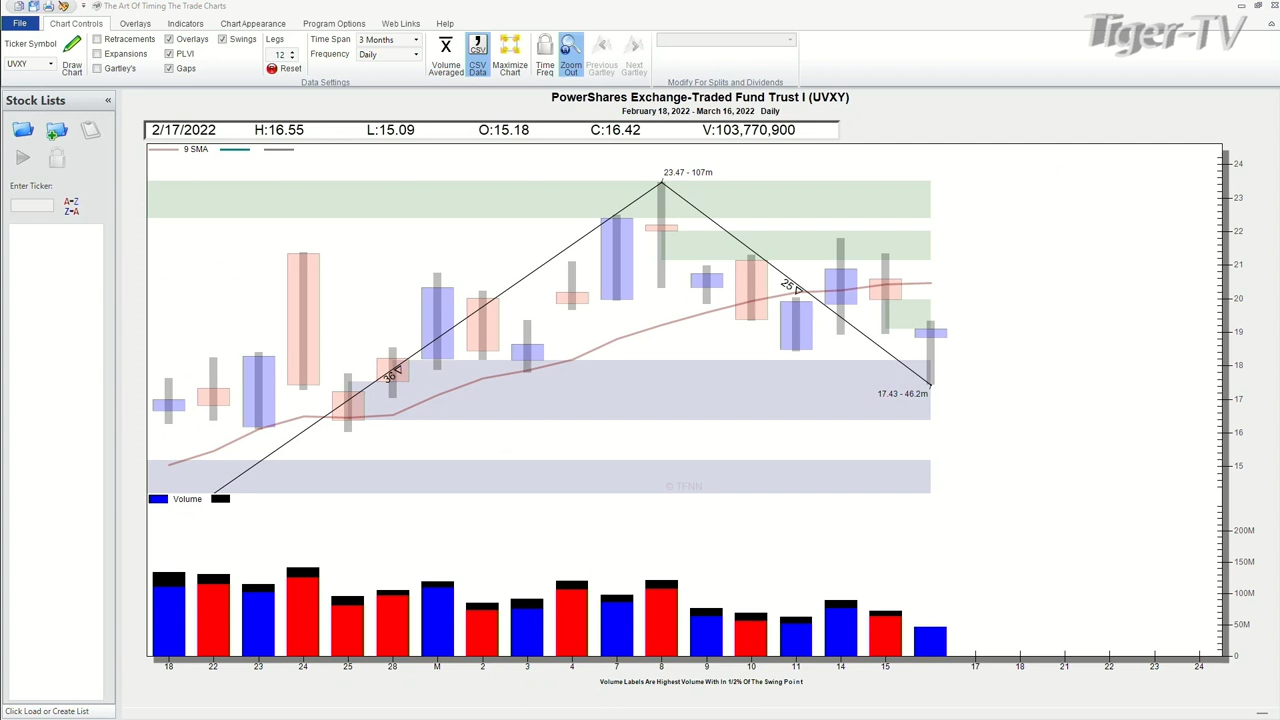 The Art Of Timing The Trade Charts
Tiger-TV
File Chart Controls Overlays Indicators Chart Appearance Program Options Web Links Help
Ticker Symbol
UVXY
Draw Chart
Retracements Overlays Swings
Expansions PLVI
Gartley's Gaps
Legs
12
Reset
Time Span 3 Months
Frequency Daily
Data Settings
Volume Averaged
CSV Data
Maximize Chart
Time Freq
Zoom Out
Previous Gartley
Next Gartley
Modify For Splits and Dividends
Stock Lists «
Enter Ticker:
A-Z
Z-A
Click Load or Create List
PowerShares Exchange-Traded Fund Trust I (UVXY)
February 18, 2022 - March 16, 2022 Daily
2/17/2022 H:16.55 L:15.09 O:15.18 C:16.42 V:103,770,900
9 SMA
23.47 - 107m
25
36
17.43 - 46.2m
© TFNN
24
23
22
21
20
19
18
17
16
15
Volume
200M
150M
100M
50M
0
18 22 23 24 25 28 M 2 3 4 7 8 9 10 11 14 15 17 18 21 22 23 24
Volume Labels Are Highest Volume With In 1/2% Of The Swing Point